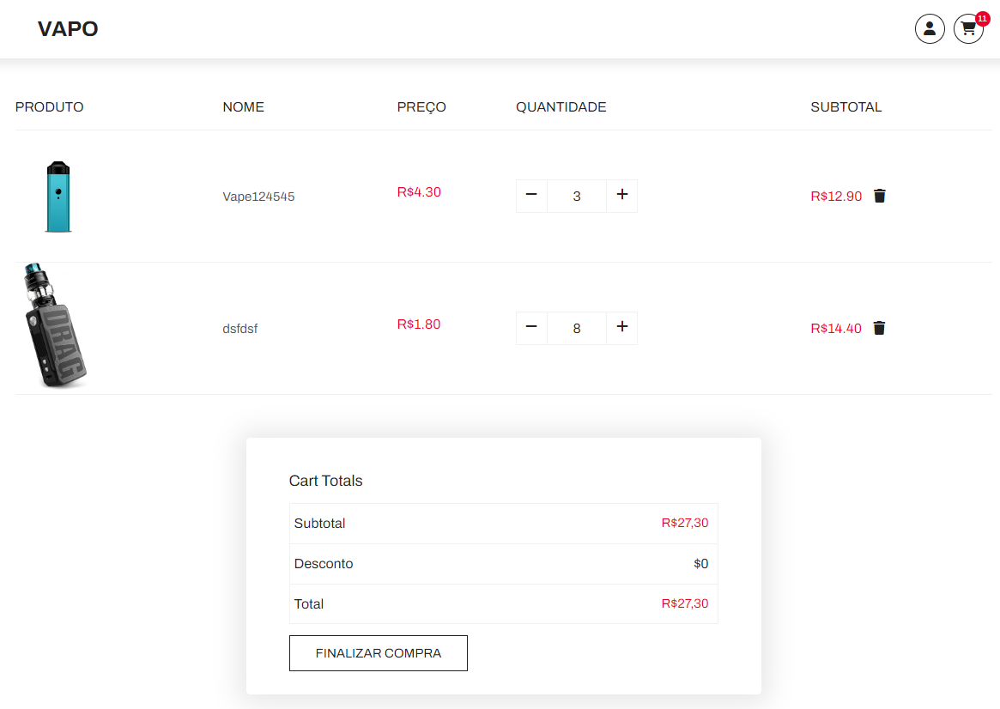 VAPO
11
PRODUTO NOME PREÇO QUANTIDADE SUBTOTAL
Vape124545 R$4.30 3 R$12.90
DRAG
dsfdsf R$1.80 8 R$14.40
Cart Totals
Subtotal R$27,30
Desconto $0
Total R$27,30
FINALIZAR COMPRA